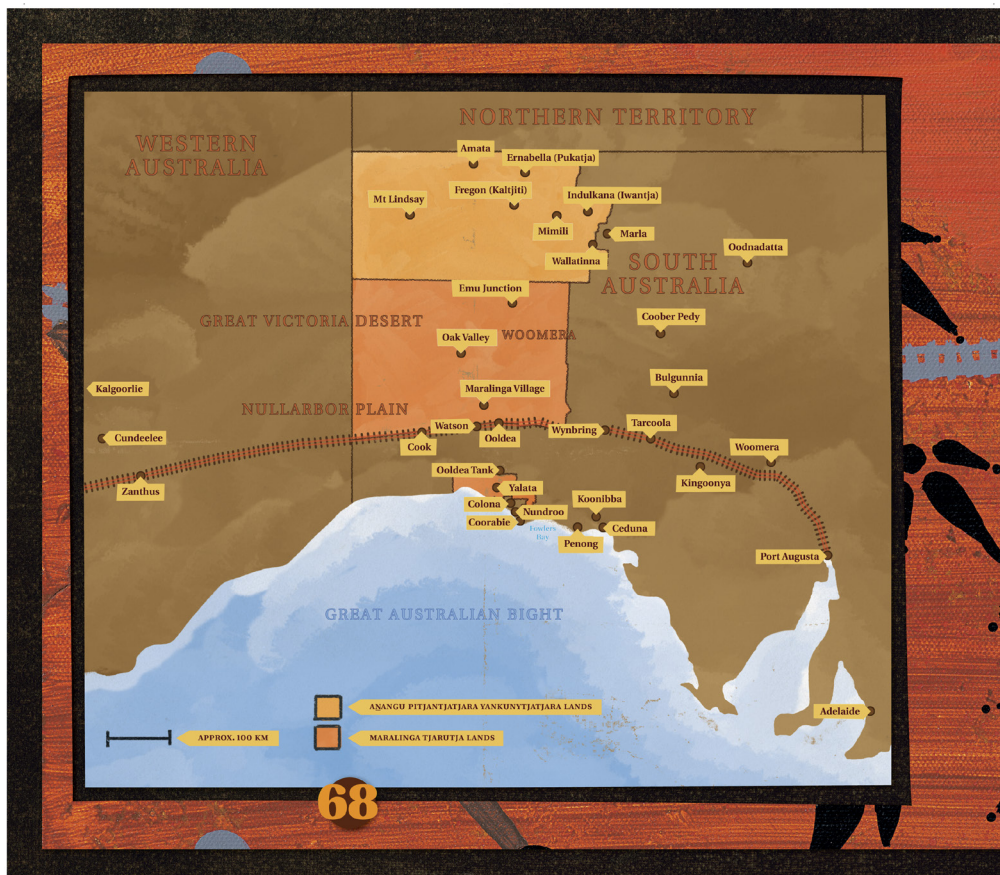 NORTHERN TERRITORY
WESTERN
AUSTRALIA
Amata
Ernabella (Pukatja)
Fregon (Kaltjiti)
Indulkana (Iwantja)
Mt Lindsay
Mimili
Marla
Wallatinna
Oodnadatta
SOUTH
AUSTRALIA
Emu Junction
GREAT VICTORIA DESERT
Coober Pedy
WOOMERA
Oak Valley
Bulgunnia
Kalgoorlie
Maralinga Village
NULLARBOR PLAIN
Watson
Wynbring
Tarcoola
Cundeelee
Ooldea
Cook
Woomera
Ooldea Tank
Kingoonya
Zanthus
Yalata
Koonibba
Colona
Nundroo
Coorabie
Ceduna
Fowlers
Bay
Penong
Port Augusta
GREAT AUSTRALIAN BIGHT
ANANGU PITJANTJATJARA YANKUNYTJATJARA LANDS
Adelaide
APPROX. 100 KM
MARALINGA TJARUTJA LANDS
68